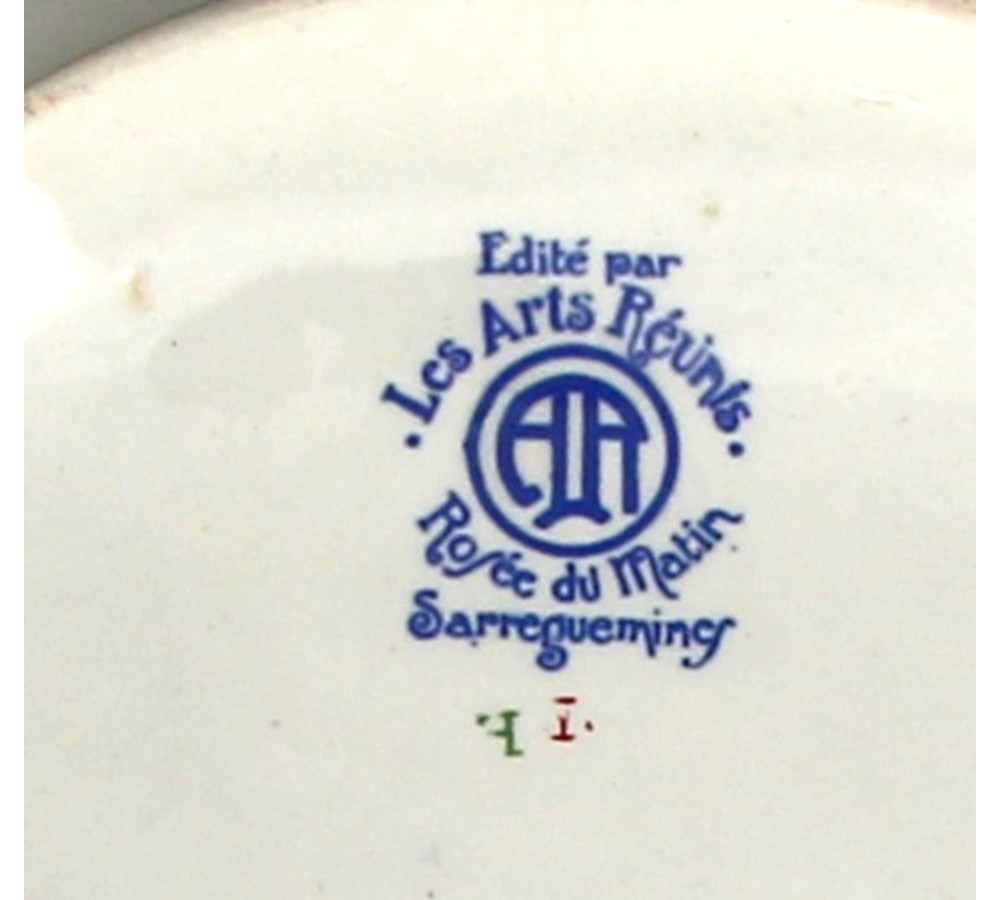 Edité par
Les Arts Réunis
AR
Rosée du Matin
Sarreguemines